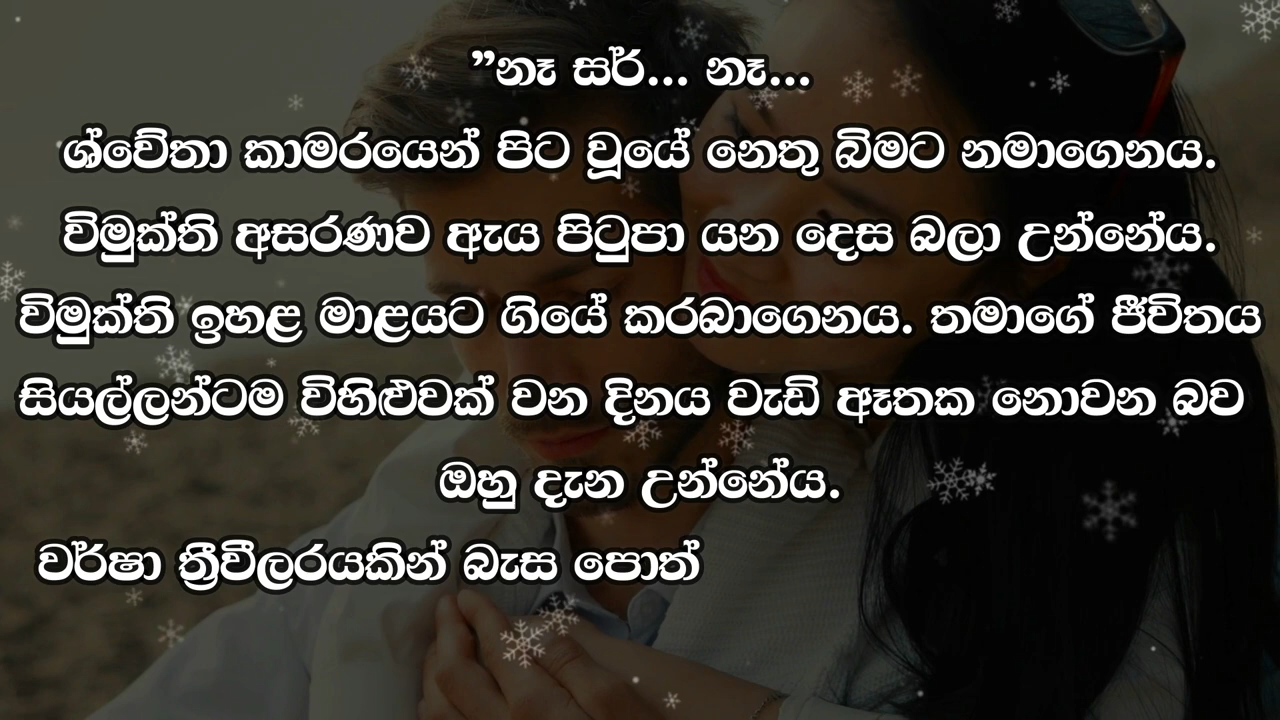 ”නෑ සර්... නෑ...
ශ්වේතා කාමරයෙන් පිට වූයේ නෙතු බිමට නමාගෙනය.
විමුක්ති අසරණව ඇය පිටුපා යන දෙස බලා උන්නේය.
විමුක්ති ඉහළ මාළයට ගියේ කරබාගෙනය. තමාගේ ජීවිතය
සියල්ලන්ටම විහිළුවක් වන දිනය වැඩි ඈතක නොවන බව
ඔහු දැන උන්නේය.
වර්ෂා ත්‍රීවීලරයකින් බැස පොත්